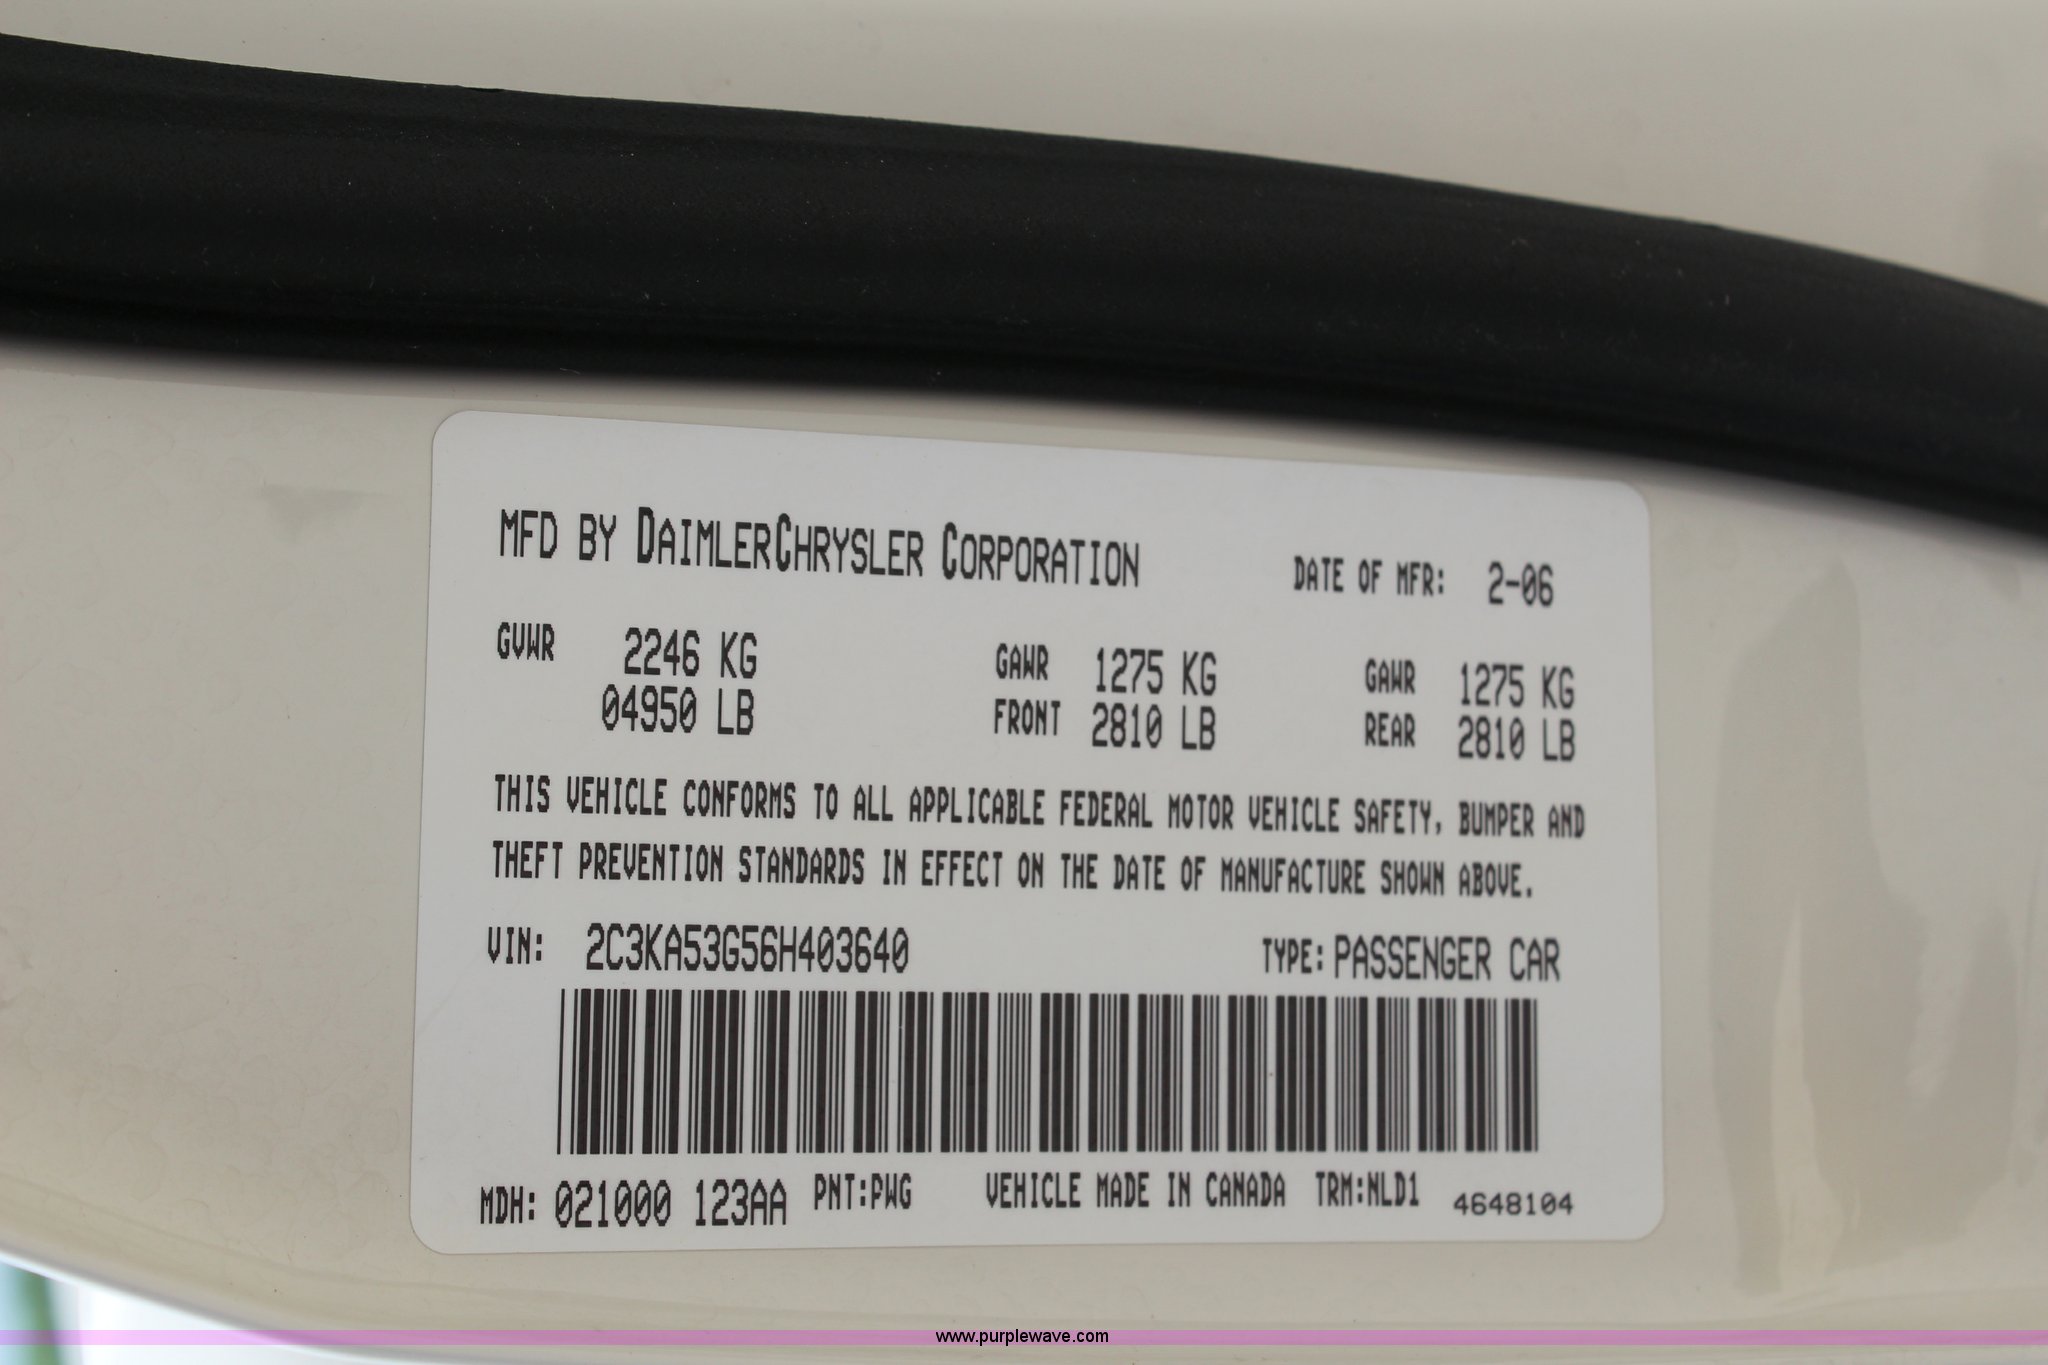 MFD BY DAIMLERCHRYSLER CORPORATION DATE OF MFR: 2-06
GVWR 2246 KG GAWR 1275 KG GAWR 1275 KG
04950 LB FRONT 2810 LB REAR 2810 LB
THIS VEHICLE CONFORMS TO ALL APPLICABLE FEDERAL MOTOR VEHICLE SAFETY, BUMPER AND
THEFT PREVENTION STANDARDS IN EFFECT ON THE DATE OF MANUFACTURE SHOWN ABOVE.
VIN: 2C3KA53G56H403640 TYPE: PASSENGER CAR
MDH: 021000 123AA PNT:PWG VEHICLE MADE IN CANADA TRM:NLD1 4648104
www.purplewave.com